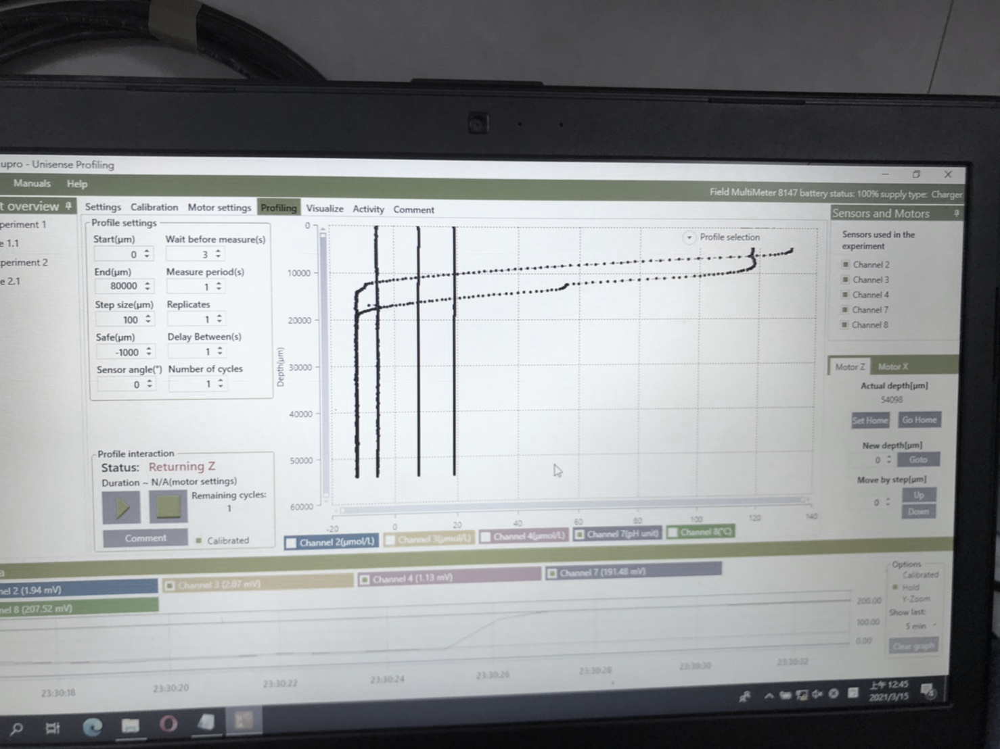 upro - Unisense Profiling
Manuals Help
Field MultiMeter 8147 battery status: 100% supply type: Charger
t overview
periment 1
e 1.1
periment 2
e 2.1
Settings Calibration Motor settings Profiling Visualize Activity Comment
Profile settings
Start(µm) Wait before measure(s)
0 3
End(µm) Measure period(s)
80000 1
Step size(µm) Replicates
100 1
Safe(µm) Delay Between(s)
-1000 1
Sensor angle(°) Number of cycles
0 1
Profile interaction
Status: Returning Z
Duration ~ N/A(motor settings)
Remaining cycles:
1
Comment Calibrated
Profile selection
Depth(µm)
0
10000
20000
30000
40000
50000
60000
-20 0 20 40 60 80 100 120 140
Channel 2(µmol/L) Channel 3(µmol/L) Channel 4(µmol/L) Channel 7(pH unit) Channel 8(°C)
Sensors and Motors
Sensors used in the
experiment
Channel 2
Channel 3
Channel 4
Channel 7
Channel 8
Motor Z Motor X
Actual depth[µm]
54098
Set Home Go Home
New depth[µm]
0 Goto
Move by step[µm]
0 Up
Down
a
nel 2 (1.94 mV) Channel 3 (2.07 mV) Channel 4 (1.13 mV) Channel 7 (191.48 mV)
nel 8 (207.52 mV)
200.00
100.00
0.00
23:30:18 23:30:20 23:30:22 23:30:24 23:30:26 23:30:28 23:30:30 23:30:32
Options
Calibrated
Hold
Y-Zoom
Show last:
5 min
Clear graph
上午 12:45
2021/3/15
4